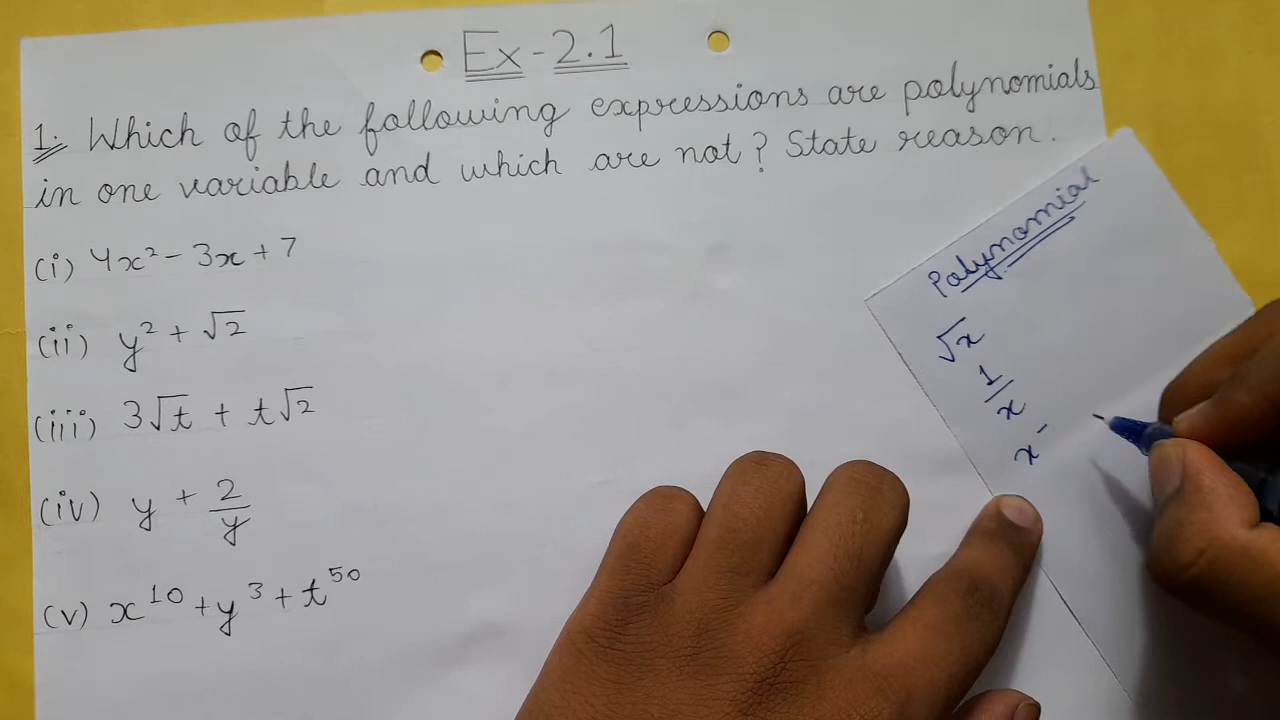 Ex-2.1
1. Which of the following expressions are polynomials
in one variable and which are not? State reason.
(i) 4x² - 3x + 7
(ii) y² + √2
(iii) 3√t + t√2
(iv) y + 2/y
(v) x¹⁰ + y³ + t⁵⁰
Polynomial
√x
1/x
x⁻